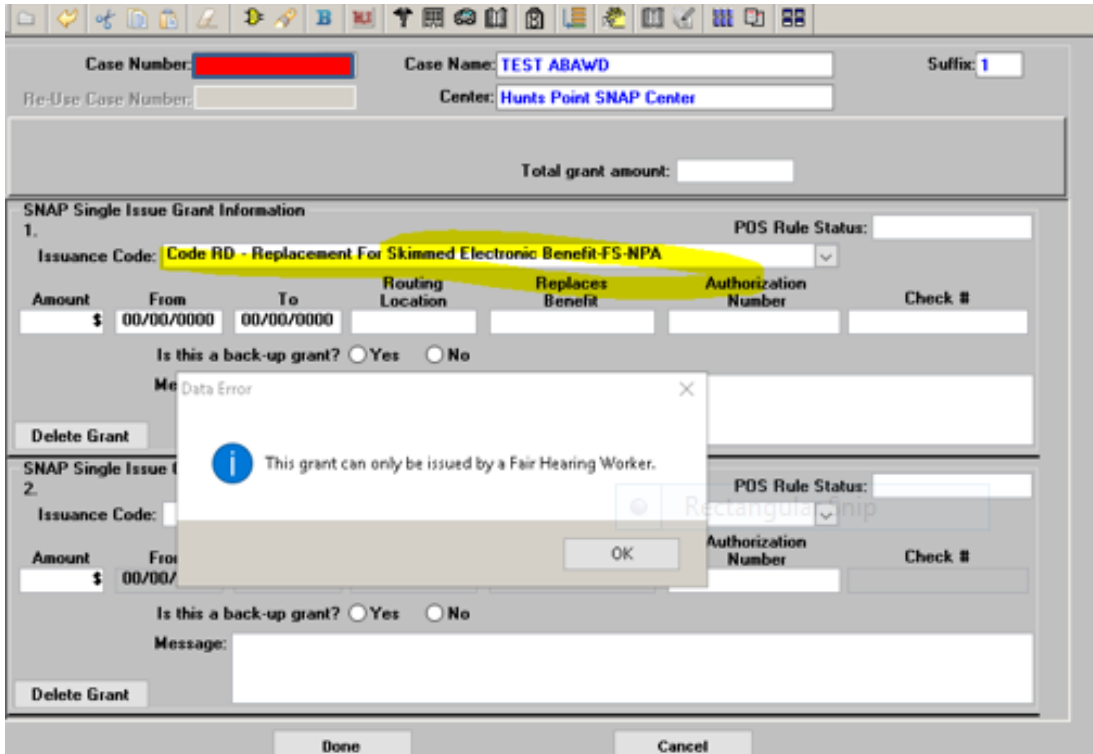 Case Number: Case Name: TEST ABAWD Suffix: 1
Re-Use Case Number: Center: Hunts Point SNAP Center
Total grant amount:
SNAP Single Issue Grant Information
1. POS Rule Status:
Issuance Code: Code RD - Replacement For Skimmed Electronic Benefit-FS-NPA
Amount From To Routing Location Replaces Benefit Authorization Number Check #
$ 00/00/0000 00/00/0000
Is this a back-up grant? Yes No
Me
Data Error
This grant can only be issued by a Fair Hearing Worker.
OK
Delete Grant
SNAP Single Issue
2. POS Rule Status:
Rectangular Snip
Issuance Code:
Amount Authorization Number Check #
$ 00/00/
Is this a back-up grant? Yes No
Message:
Delete Grant
Done Cancel